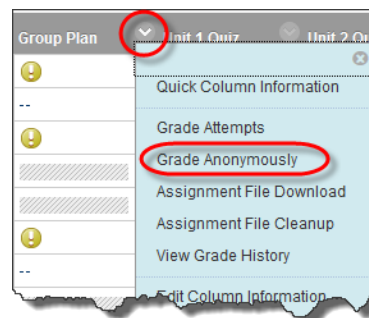 Group Plan Unit 1 Quiz Unit 2 Qu
Quick Column Information
--
Grade Attempts
Grade Anonymously
Assignment File Download
Assignment File Cleanup
View Grade History
--
Edit Column Information